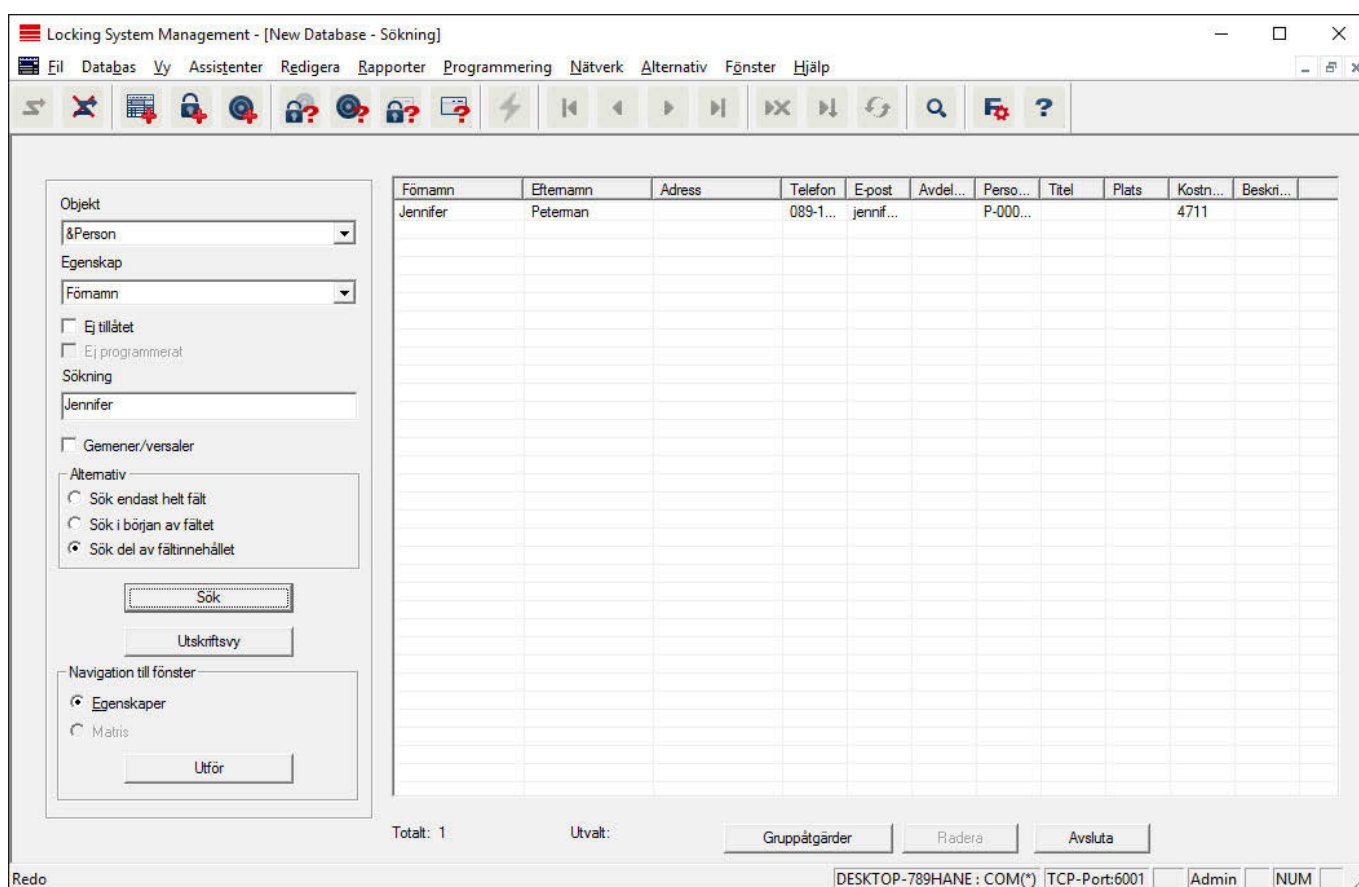 Locking System Management - [New Database - Sökning]
Fil Databas Vy Assistenter Redigera Rapporter Programmering Nätverk Alternativ Fönster Hjälp
Objekt
&Person
Egenskap
Förnamn
Ej tillåtet
Ej programmerat
Sökning
Jennifer
Gemener/versaler
Alternativ
Sök endast helt fält
Sök i början av fältet
Sök del av fältinnehållet
Sök
Utskriftsvy
Navigation till fönster
Egenskaper
Matris
Utför
Förnamn Efternamn Adress Telefon E-post Avdel... Perso... Titel Plats Kostn... Beskri...
Jennifer Peterman 089-1... jennif... P-000... 4711
Totalt: 1 Utvalt:
Gruppåtgärder Radera Avsluta
Redo DESKTOP-789HANE : COM(*) TCP-Port:6001 Admin NUM